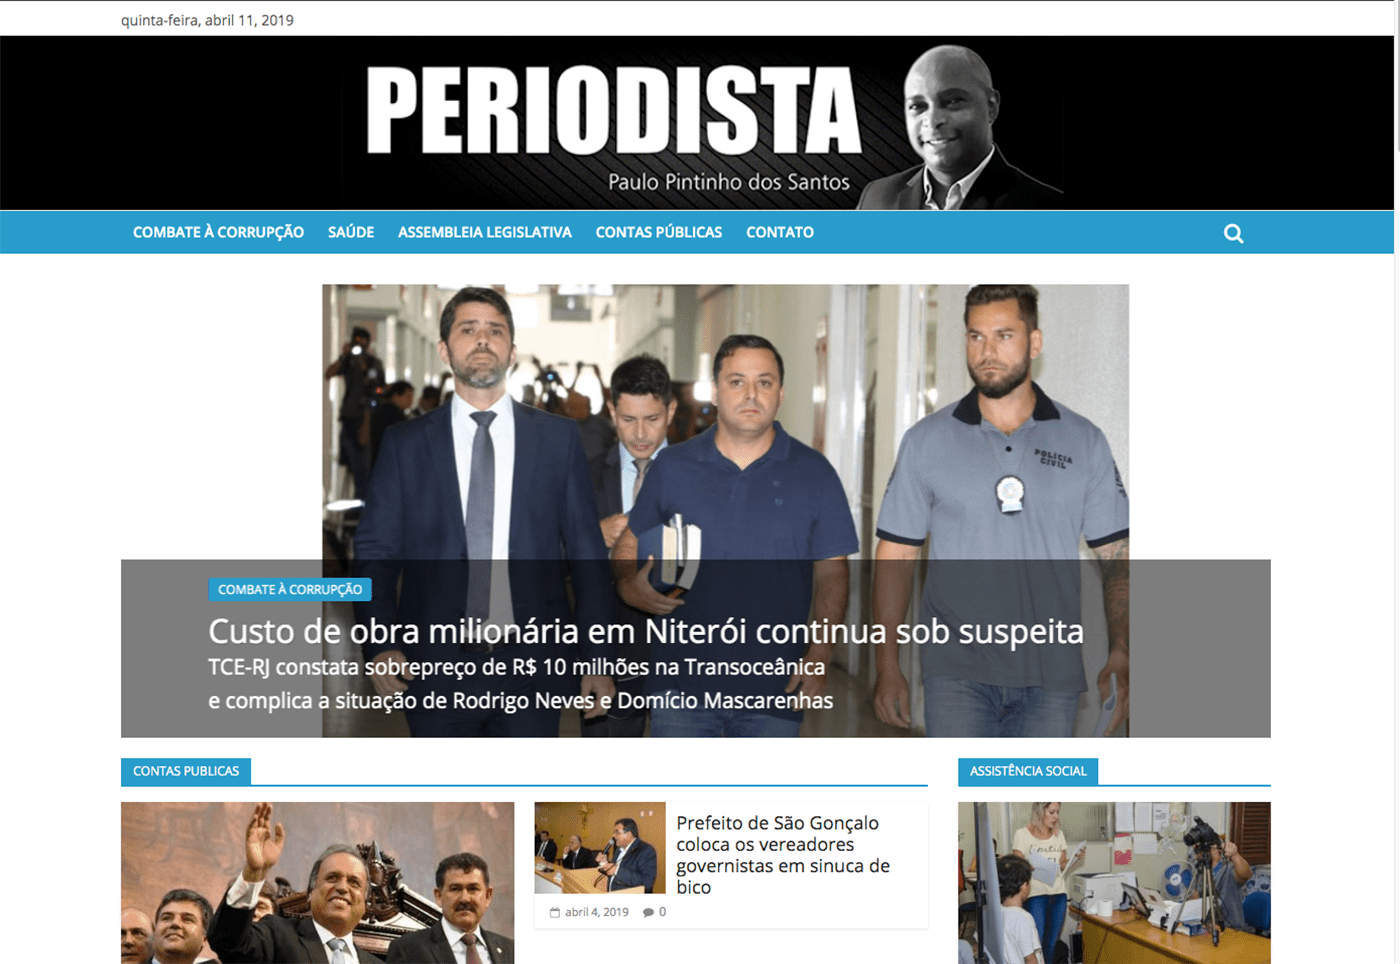 quinta-feira, abril 11, 2019
PERIODISTA
Paulo Pintinho dos Santos
COMBATE À CORRUPÇÃO SAÚDE ASSEMBLEIA LEGISLATIVA CONTAS PÚBLICAS CONTATO
POLÍCIA
CIVIL
COMBATE À CORRUPÇÃO
Custo de obra milionária em Niterói continua sob suspeita
TCE-RJ constata sobrepreço de R$ 10 milhões na Transoceânica
e complica a situação de Rodrigo Neves e Domício Mascarenhas
CONTAS PUBLICAS
Prefeito de São Gonçalo
coloca os vereadores
governistas em sinuca de
bico
abril 4, 2019 0
ASSISTÊNCIA SOCIAL